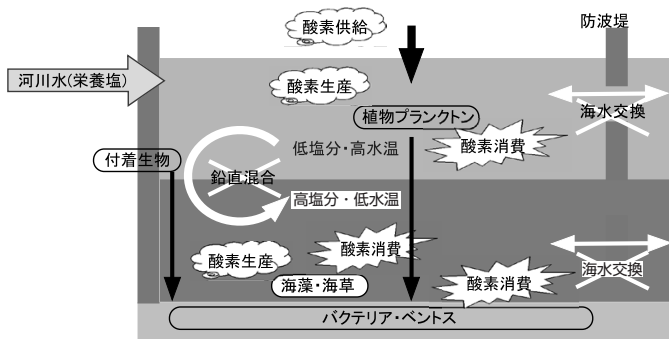 酸素供給
防波堤
河川水(栄養塩)
酸素生産
植物プランクトン
海水交換
低塩分・高水温
酸素消費
付着生物
鉛直混合
高塩分・低水温
酸素消費
酸素生産
海水交換
海藻・海草
酸素消費
バクテリア・ベントス